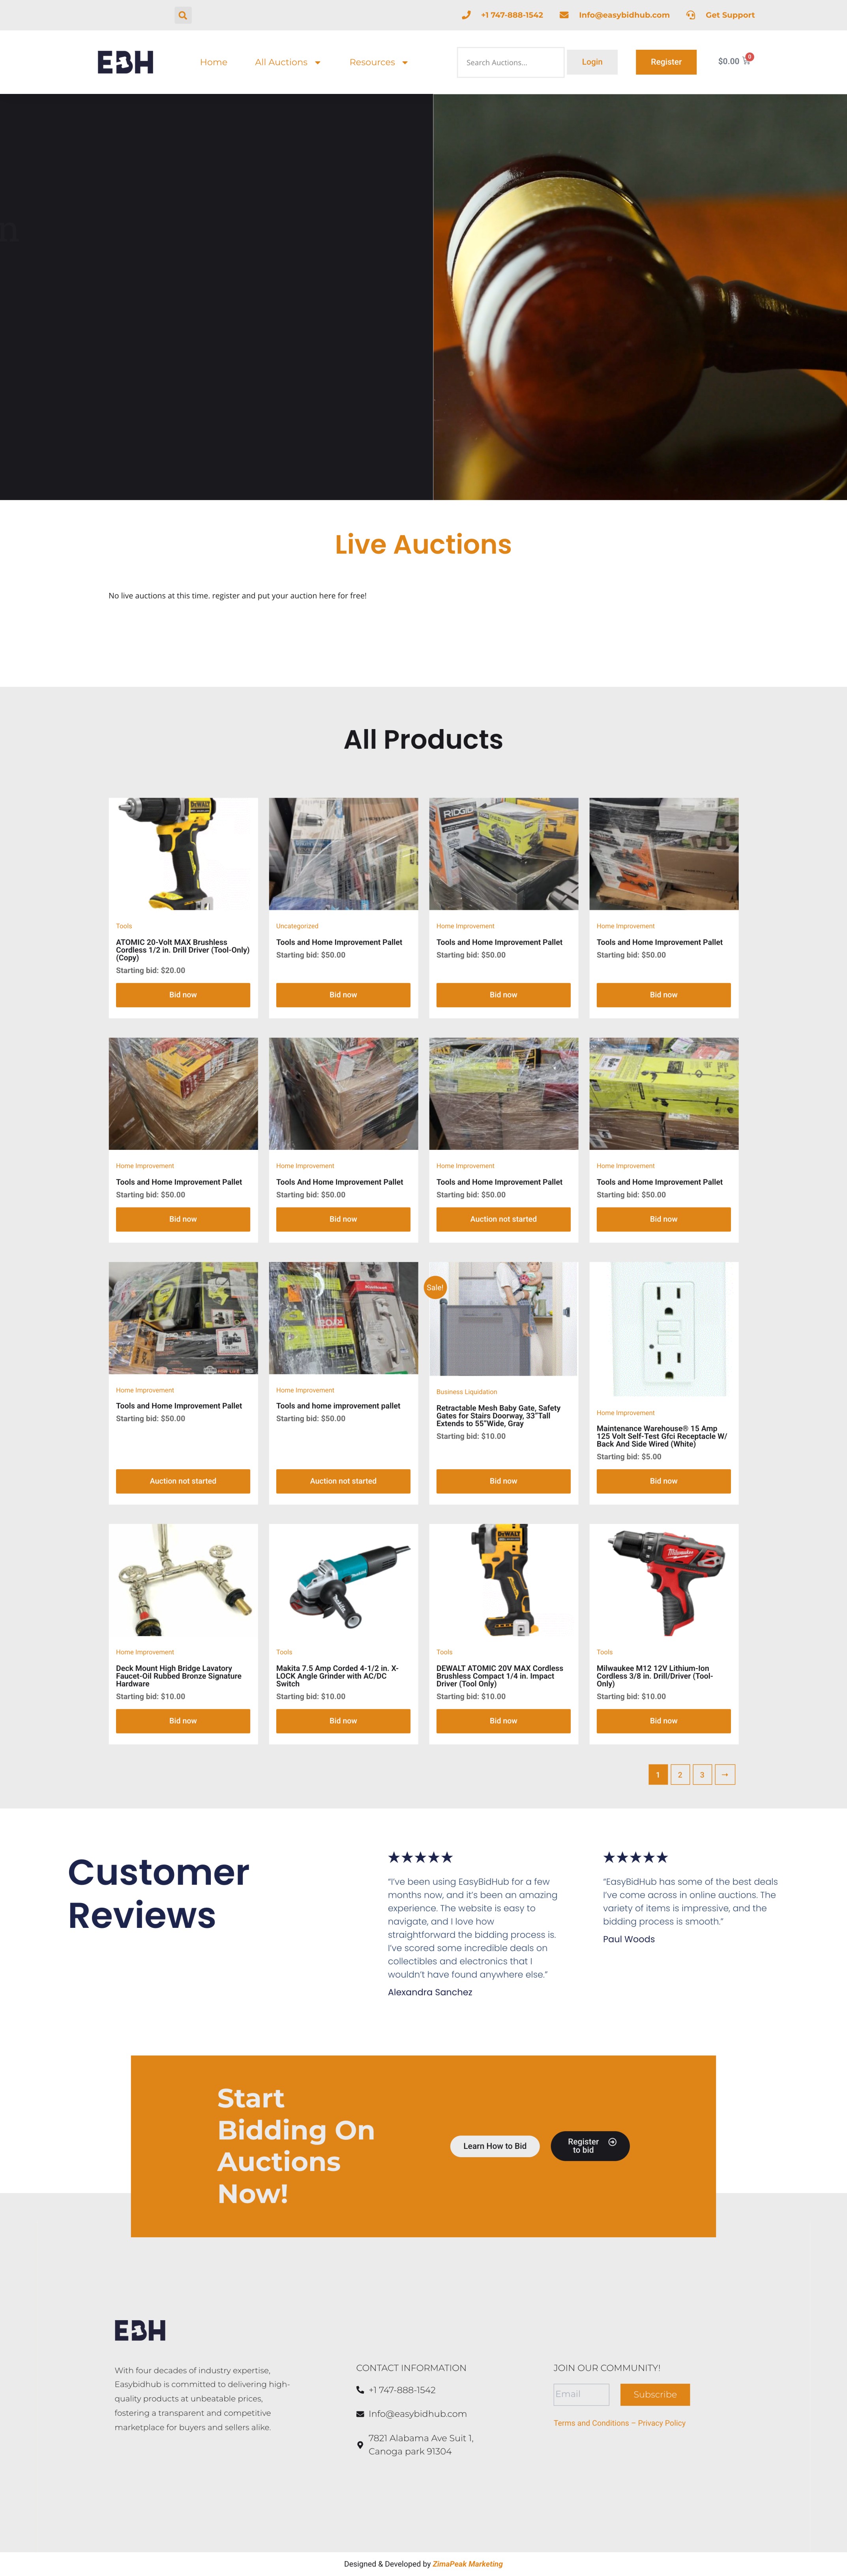 +1 747-888-1542
Info@easybidhub.com
Get Support
EBH
Home
All Auctions
Resources
Search Auctions...
Login
Register
$0.00
0
n
Live Auctions
No live auctions at this time. register and put your auction here for free!
All Products
DEWALT
Tools
ATOMIC 20-Volt MAX Brushless
Cordless 1/2 in. Drill Driver (Tool-Only)
(Copy)
Starting bid: $20.00
Bid now
Uncategorized
Tools and Home Improvement Pallet
Starting bid: $50.00
Bid now
RIDGID
Home Improvement
Tools and Home Improvement Pallet
Starting bid: $50.00
Bid now
Home Improvement
Tools and Home Improvement Pallet
Starting bid: $50.00
Bid now
Home Improvement
Tools and Home Improvement Pallet
Starting bid: $50.00
Bid now
Home Improvement
Tools And Home Improvement Pallet
Starting bid: $50.00
Bid now
Home Improvement
Tools and Home Improvement Pallet
Starting bid: $50.00
Auction not started
Home Improvement
Tools and Home Improvement Pallet
Starting bid: $50.00
Bid now
Home Improvement
Tools and Home Improvement Pallet
Starting bid: $50.00
Auction not started
Home Improvement
Tools and home improvement pallet
Starting bid: $50.00
Auction not started
Sale!
Business Liquidation
Retractable Mesh Baby Gate, Safety
Gates for Stairs Doorway, 33"Tall
Extends to 55"Wide, Gray
Starting bid: $10.00
Bid now
Home Improvement
Maintenance Warehouse® 15 Amp
125 Volt Self-Test Gfci Receptacle W/
Back And Side Wired (White)
Starting bid: $5.00
Bid now
Home Improvement
Deck Mount High Bridge Lavatory
Faucet-Oil Rubbed Bronze Signature
Hardware
Starting bid: $10.00
Bid now
Makita
Tools
Makita 7.5 Amp Corded 4-1/2 in. X-
LOCK Angle Grinder with AC/DC
Switch
Starting bid: $10.00
Bid now
DEWALT
Tools
DEWALT ATOMIC 20V MAX Cordless
Brushless Compact 1/4 in. Impact
Driver (Tool Only)
Starting bid: $10.00
Bid now
Milwaukee
Tools
Milwaukee M12 12V Lithium-Ion
Cordless 3/8 in. Drill/Driver (Tool-
Only)
Starting bid: $10.00
Bid now
1 2 3 →
Customer
Reviews
★★★★★
"I've been using EasyBidHub for a few
months now, and it's been an amazing
experience. The website is easy to
navigate, and I love how
straightforward the bidding process is.
I've scored some incredible deals on
collectibles and electronics that I
wouldn't have found anywhere else."
Alexandra Sanchez
★★★★★
"EasyBidHub has some of the best deals
I've come across in online auctions. The
variety of items is impressive, and the
bidding process is smooth."
Paul Woods
Start
Bidding On
Auctions
Now!
Learn How to Bid
Register
to bid
EBH
With four decades of industry expertise,
Easybidhub is committed to delivering high-
quality products at unbeatable prices,
fostering a transparent and competitive
marketplace for buyers and sellers alike.
CONTACT INFORMATION
+1 747-888-1542
Info@easybidhub.com
7821 Alabama Ave Suit 1,
Canoga park 91304
JOIN OUR COMMUNITY!
Email
Subscribe
Terms and Conditions – Privacy Policy
Designed & Developed by ZimaPeak Marketing